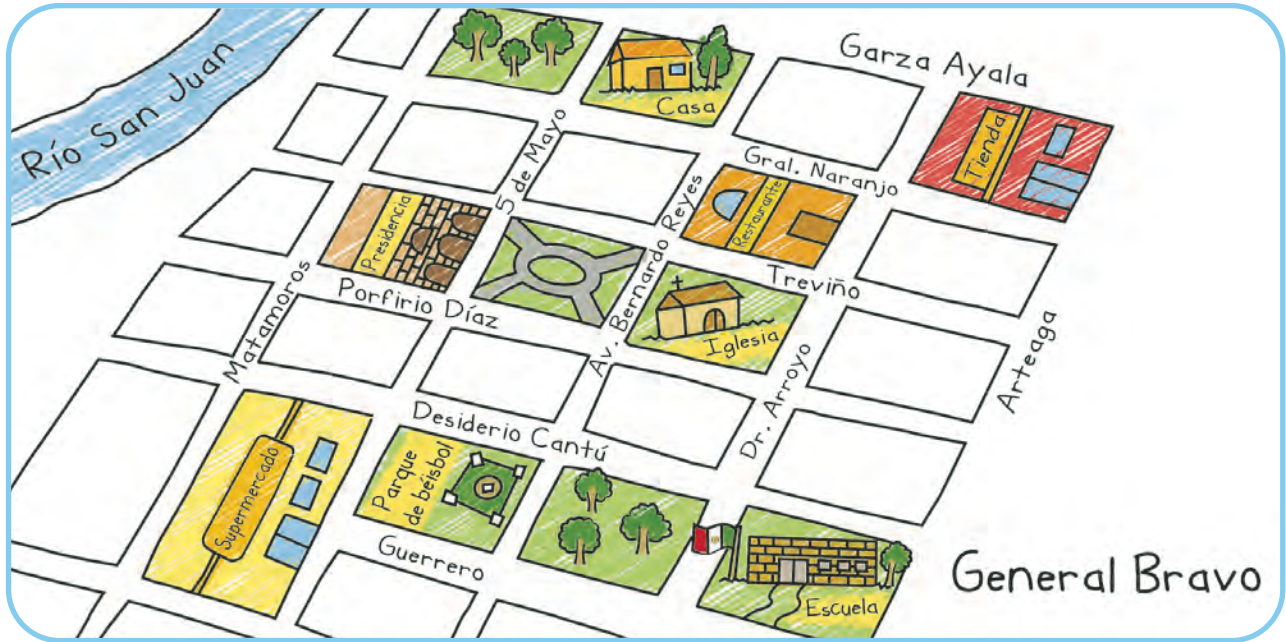 Garza Ayala
Río San Juan
Casa
Tienda
5 de Mayo
Gral. Naranjo
Restaurante
Presidencia
Av. Bernardo Reyes
Treviño
Porfirio Díaz
Iglesia
Matamoros
Arteaga
Dr. Arroyo
Desiderio Cantú
Supermercado
Parque
de béisbol
Guerrero
Escuela
General Bravo